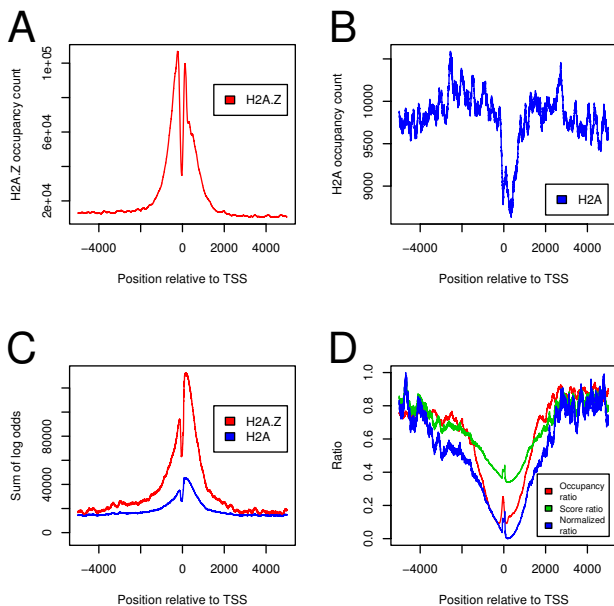 A
H2A.Z occupancy count
2e+04
6e+04
1e+05
H2A.Z
-4000
-2000
0
2000
4000
Position relative to TSS
B
H2A occupancy count
9000
9500
10000
H2A
-4000
0
2000
4000
Position relative to TSS
C
Sum of log odds
0
20000
40000
80000
H2A.Z
H2A
-4000
0
2000
4000
Position relative to TSS
D
Ratio
0.0
0.2
0.4
0.6
0.8
1.0
Occupancy
ratio
Score ratio
Normalized
ratio
-4000
0
2000
4000
Position relative to TSS